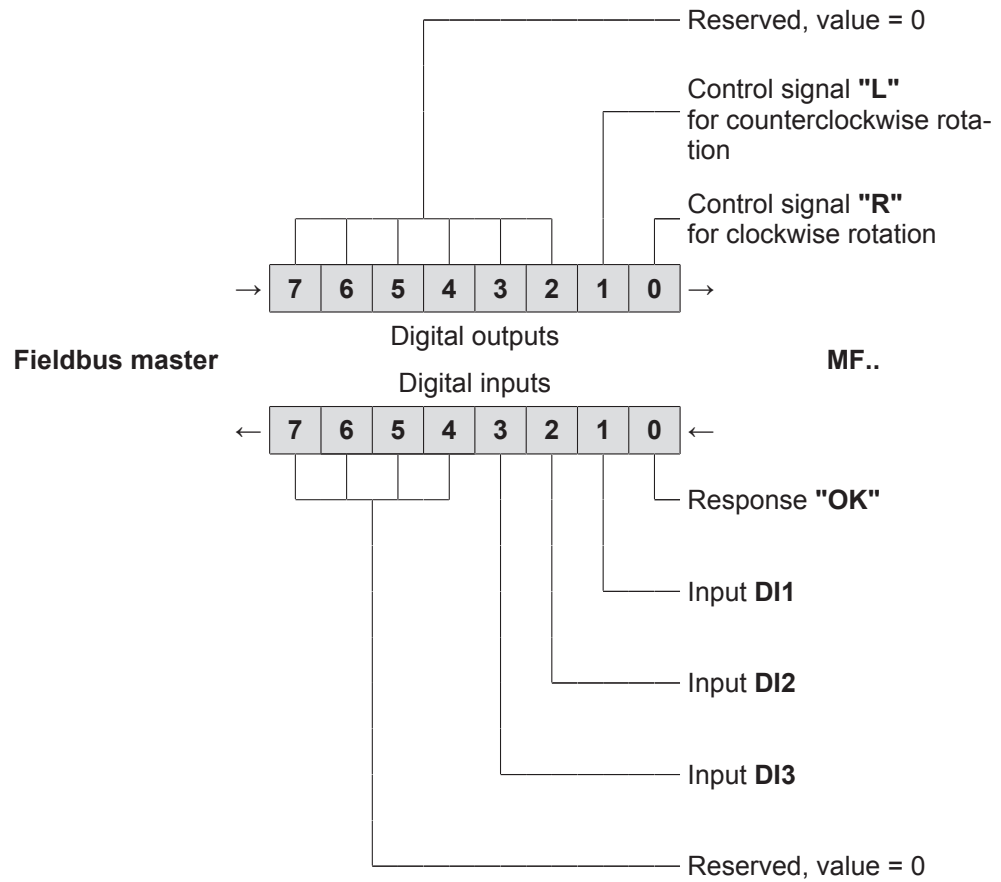 Reserved, value = 0
Control signal "L"
for counterclockwise rota-
tion
Control signal "R"
for clockwise rotation
→ 7 6 5 4 3 2 1 0 →
Digital outputs
Fieldbus master MF..
Digital inputs
← 7 6 5 4 3 2 1 0 ←
Response "OK"
Input DI1
Input DI2
Input DI3
Reserved, value = 0